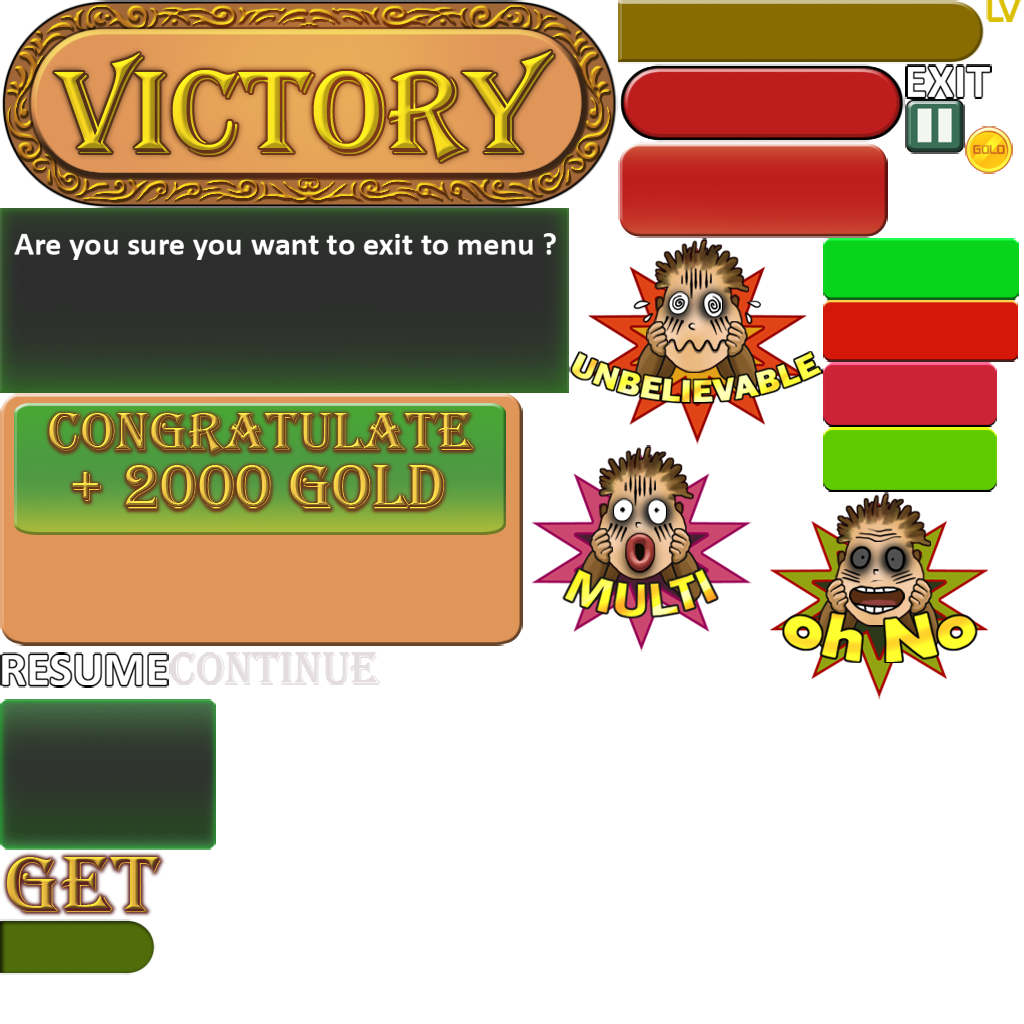 VICTORY
LV
EXIT
GOLD
Are you sure you want to exit to menu ?
UNBELIEVABLE
CONGRATULATE
+ 2000 GOLD
MULTI
oh No
RESUME
CONTINUE
GET